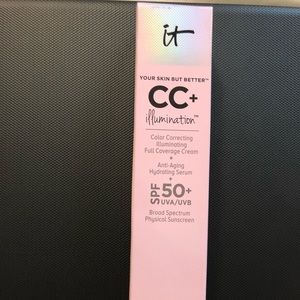 it
YOUR SKIN BUT BETTER™
CC+
illumination™
Color Correcting
Illuminating
Full Coverage Cream
+
Anti-Aging
Hydrating Serum
+
SPF 50+
UVA/UVB
Broad Spectrum
Physical Sunscreen